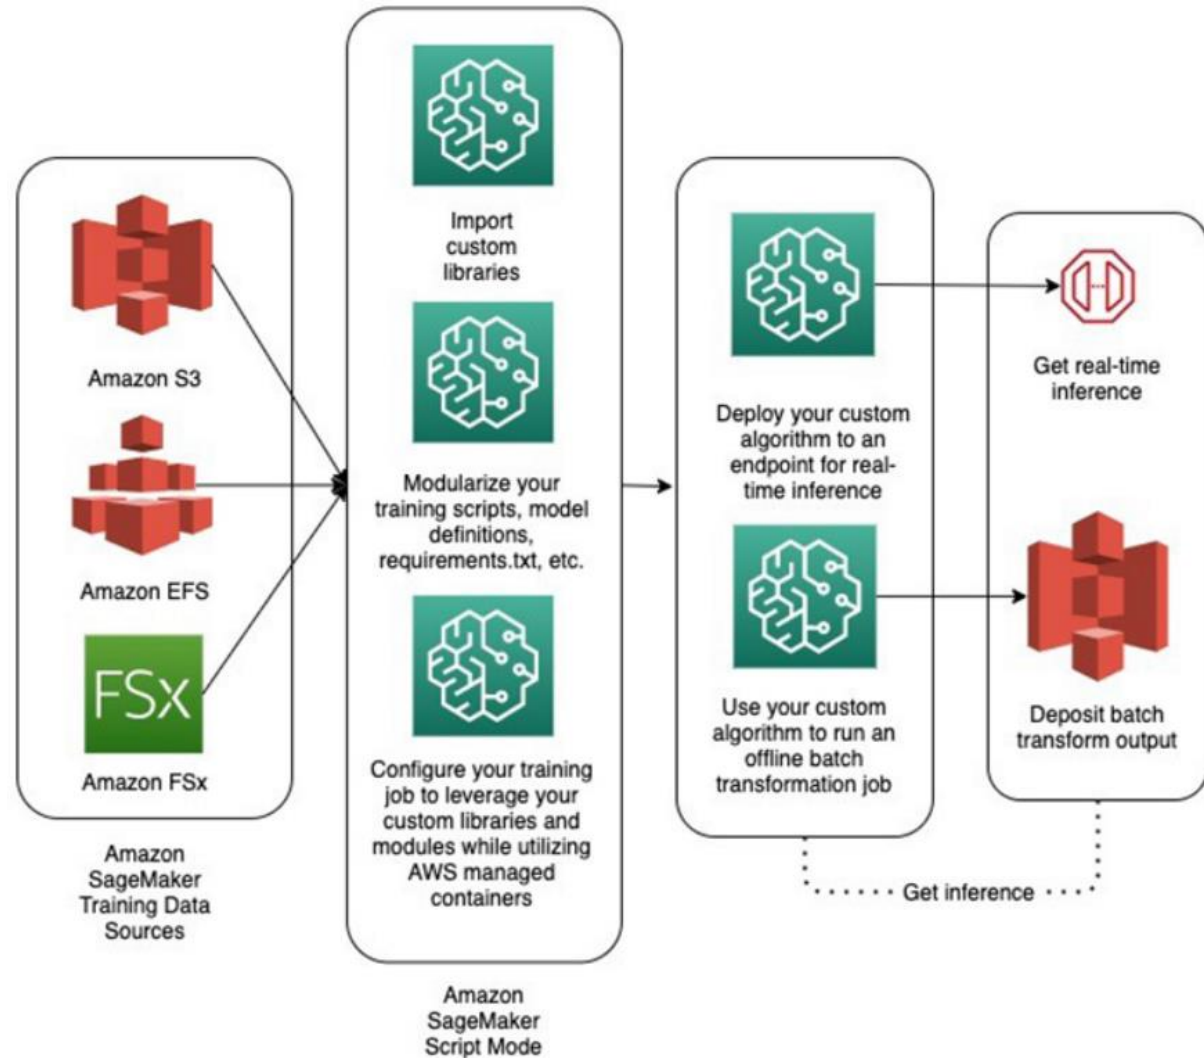 Amazon S3
Amazon EFS
FSx
Amazon FSx
Amazon
SageMaker
Training Data
Sources
Import
custom
libraries
Modularize your
training scripts, model
definitions,
requirements.txt, etc.
Configure your training
job to leverage your
custom libraries and
modules while utilizing
AWS managed
containers
Amazon
SageMaker
Script Mode
Deploy your custom
algorithm to an
endpoint for real-
time inference
Use your custom
algorithm to run an
offline batch
transformation job
Get real-time
inference
Deposit batch
transform output
Get inference